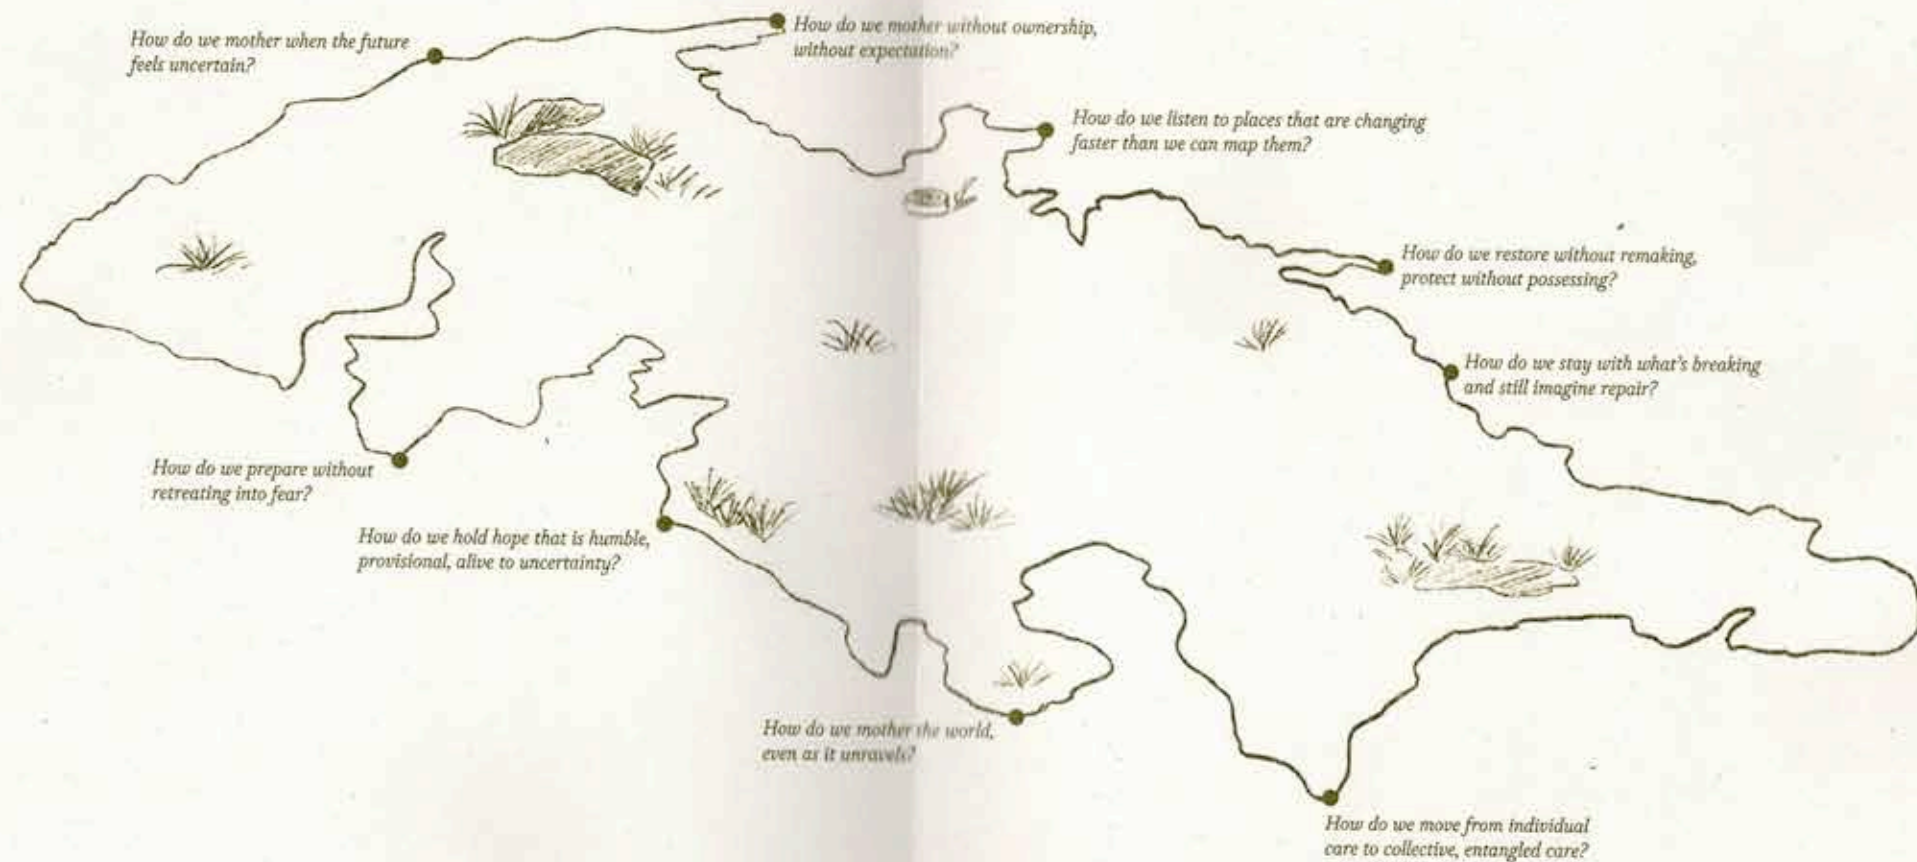 How do we mother when the future
feels uncertain?
How do we mother without ownership,
without expectation?
How do we listen to places that are changing
faster than we can map them?
How do we restore without remaking,
protect without possessing?
How do we stay with what's breaking
and still imagine repair?
How do we prepare without
retreating into fear?
How do we hold hope that is humble,
provisional, alive to uncertainty?
How do we mother the world,
even as it unravels?
How do we move from individual
care to collective, entangled care?